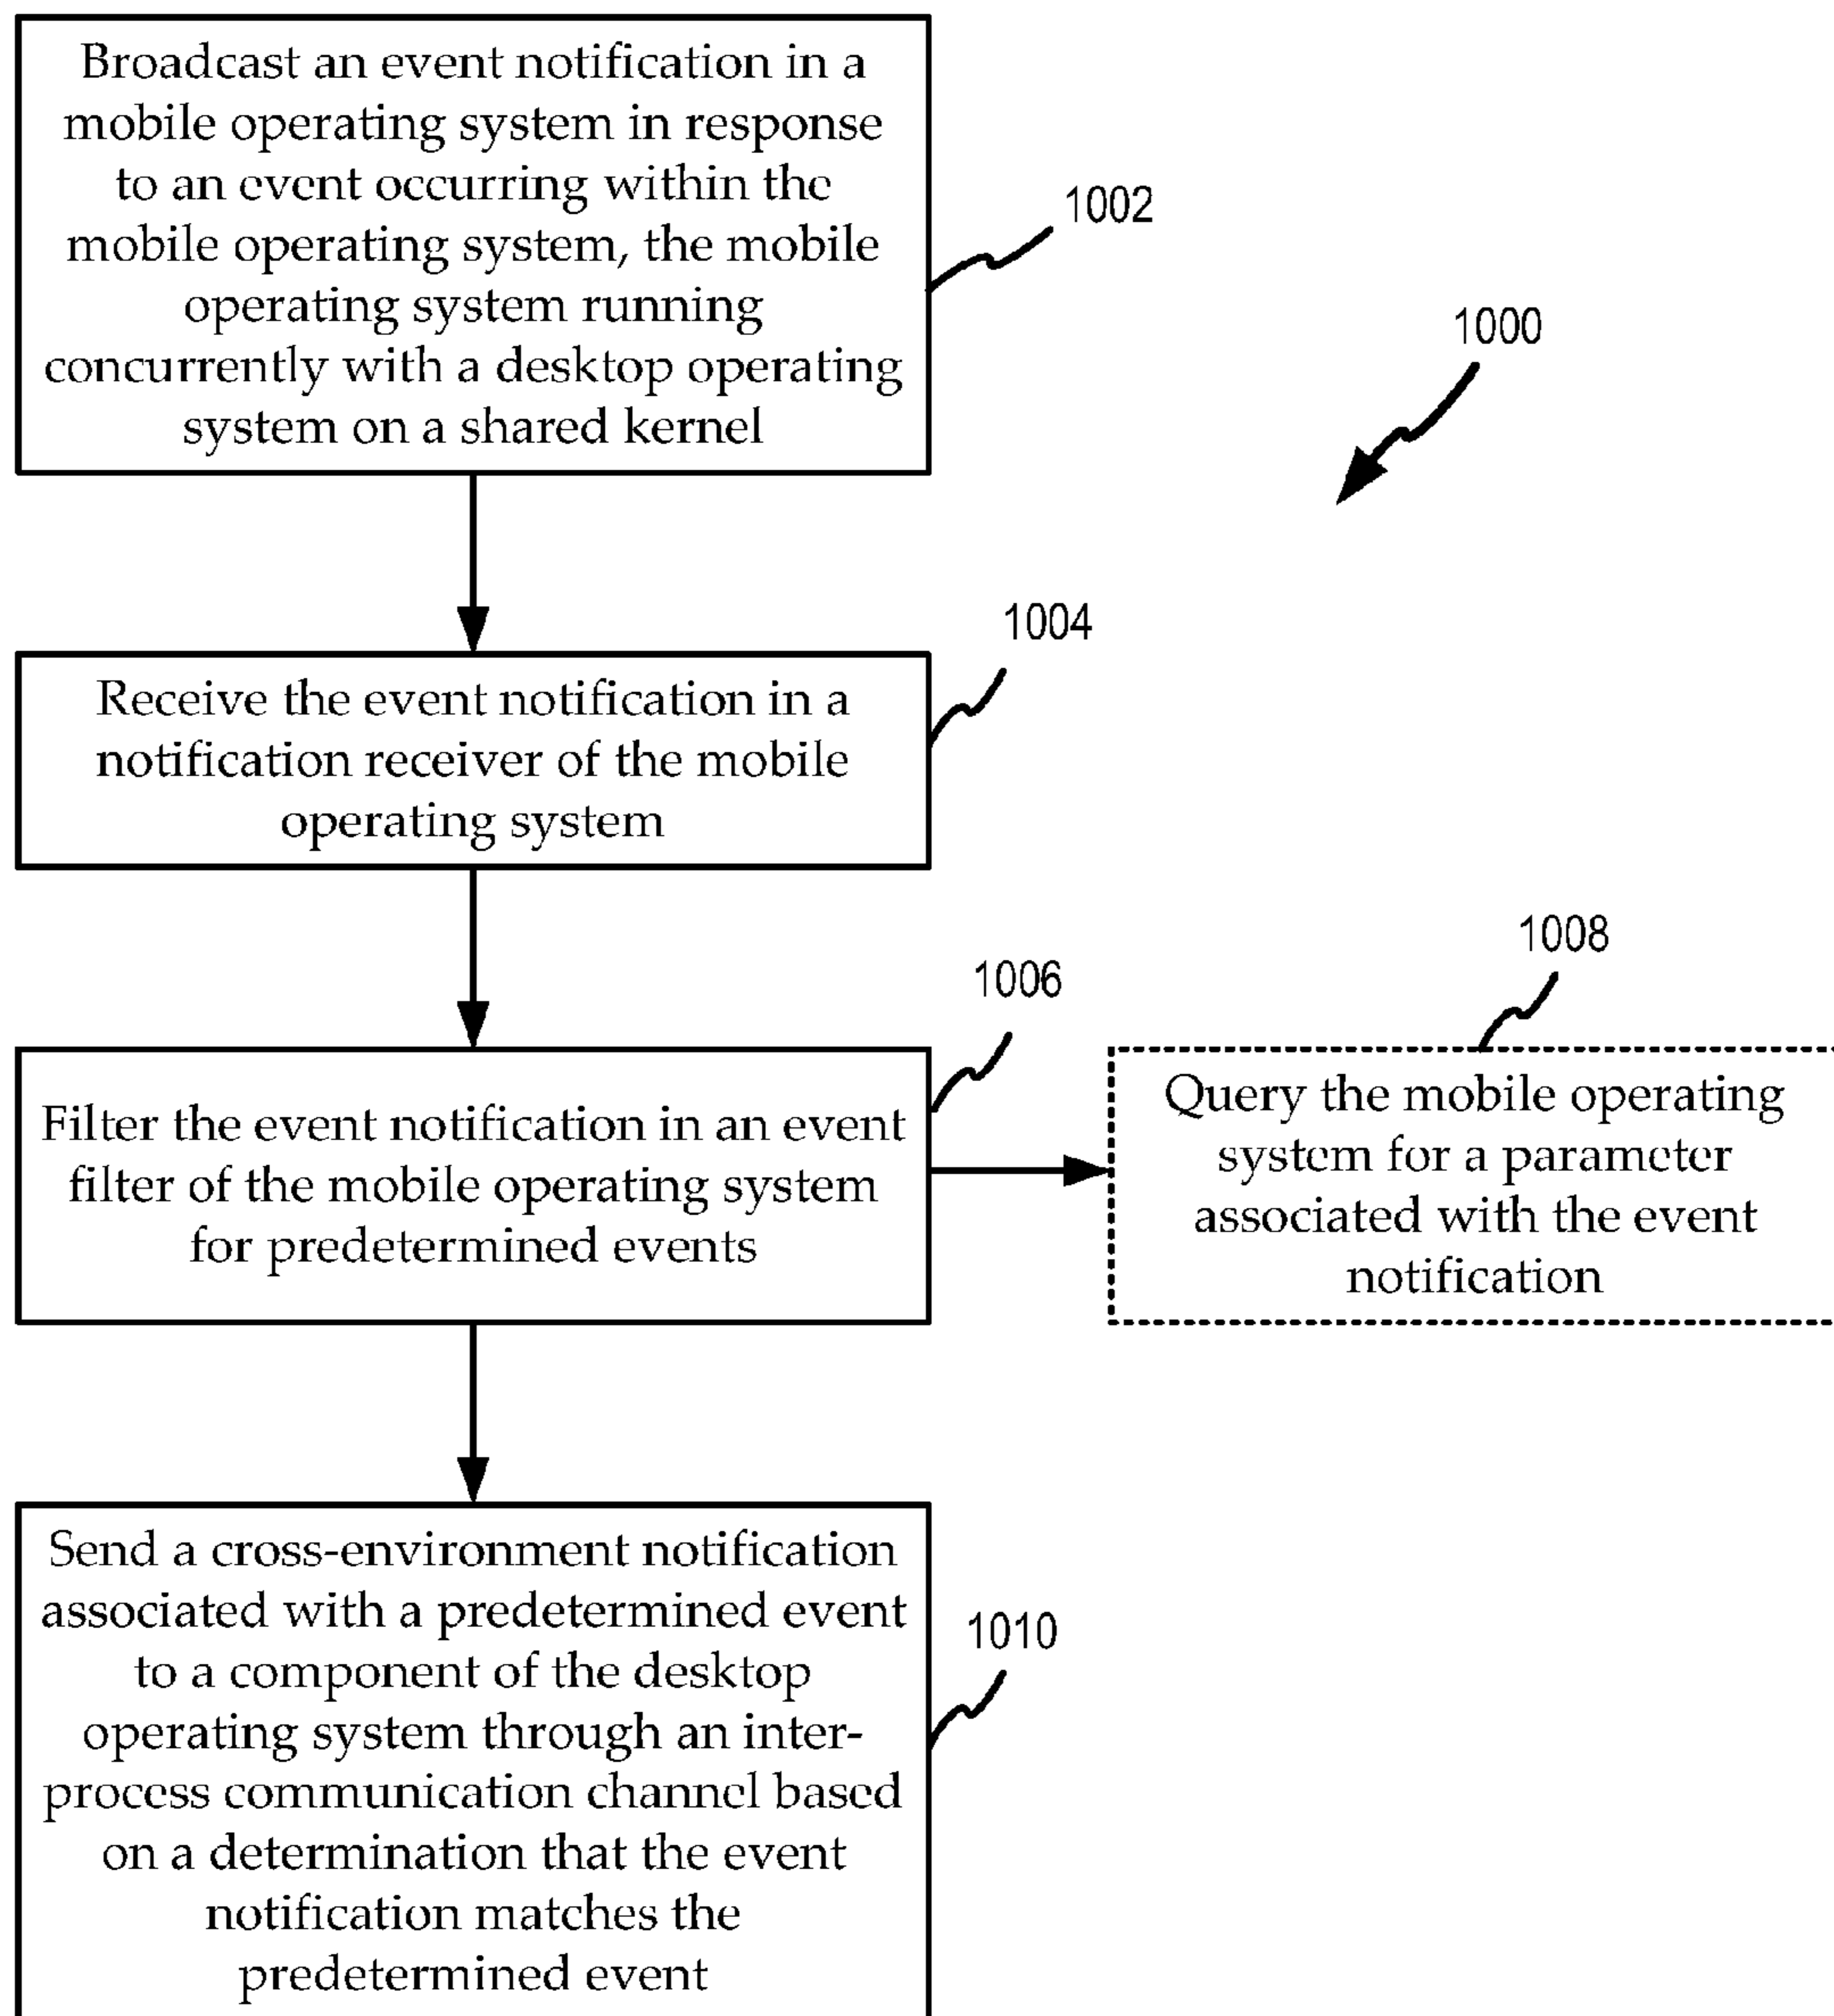 Broadcast an event notification in a
mobile operating system in response
to an event occurring within the
mobile operating system, the mobile
operating system running
concurrently with a desktop operating
system on a shared kernel
1002
1000
Receive the event notification in a
notification receiver of the mobile
operating system
1004
Filter the event notification in an event
filter of the mobile operating system
for predetermined events
1006
Query the mobile operating
system for a parameter
associated with the event
notification
1008
Send a cross-environment notification
associated with a predetermined event
to a component of the desktop
operating system through an inter-
process communication channel based
on a determination that the event
notification matches the
predetermined event
1010